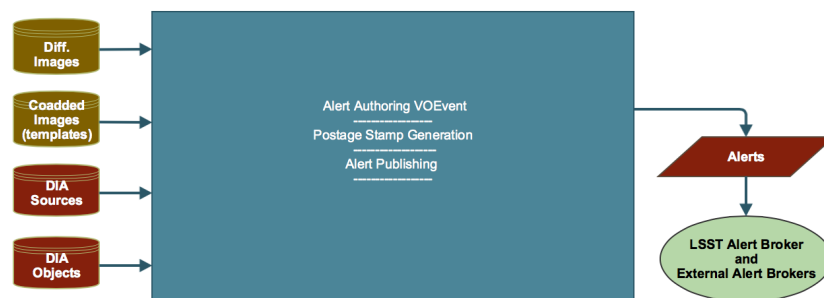 Diff.
Images
Coadded
Images
(templates)
DIA
Sources
DIA
Objects
Alert Authoring VOEvent
--------------------
Postage Stamp Generation
---------------------
Alert Publishing
--------------------
Alerts
LSST Alert Broker
and
External Alert Brokers